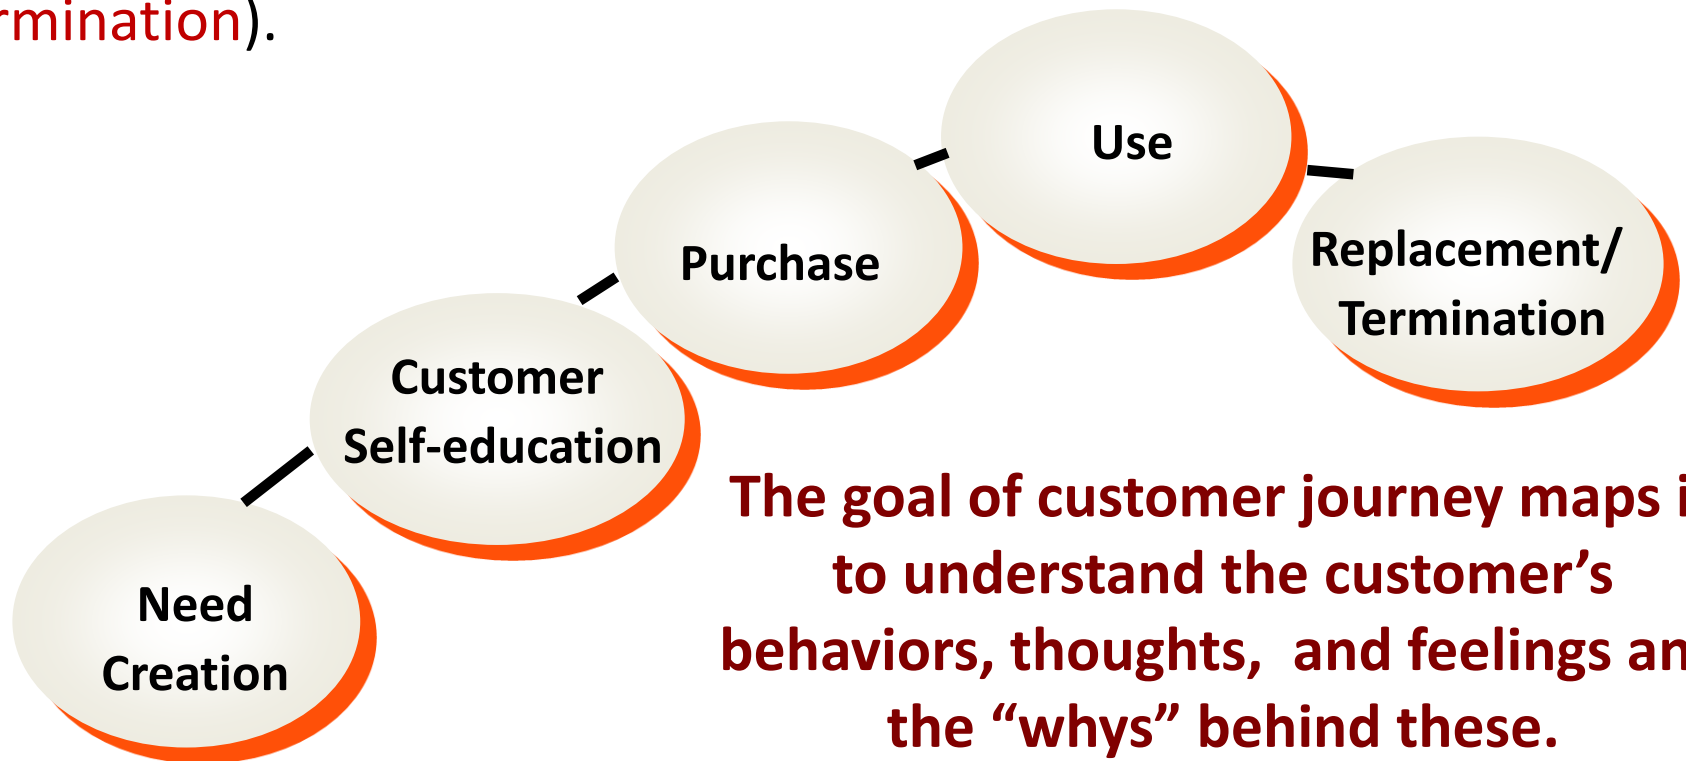 rmination).
Use
Purchase
Replacement/
Termination
Customer
Self-education
Need
Creation
The goal of customer journey maps i
to understand the customer’s
behaviors, thoughts,  and feelings an
the “whys” behind these.